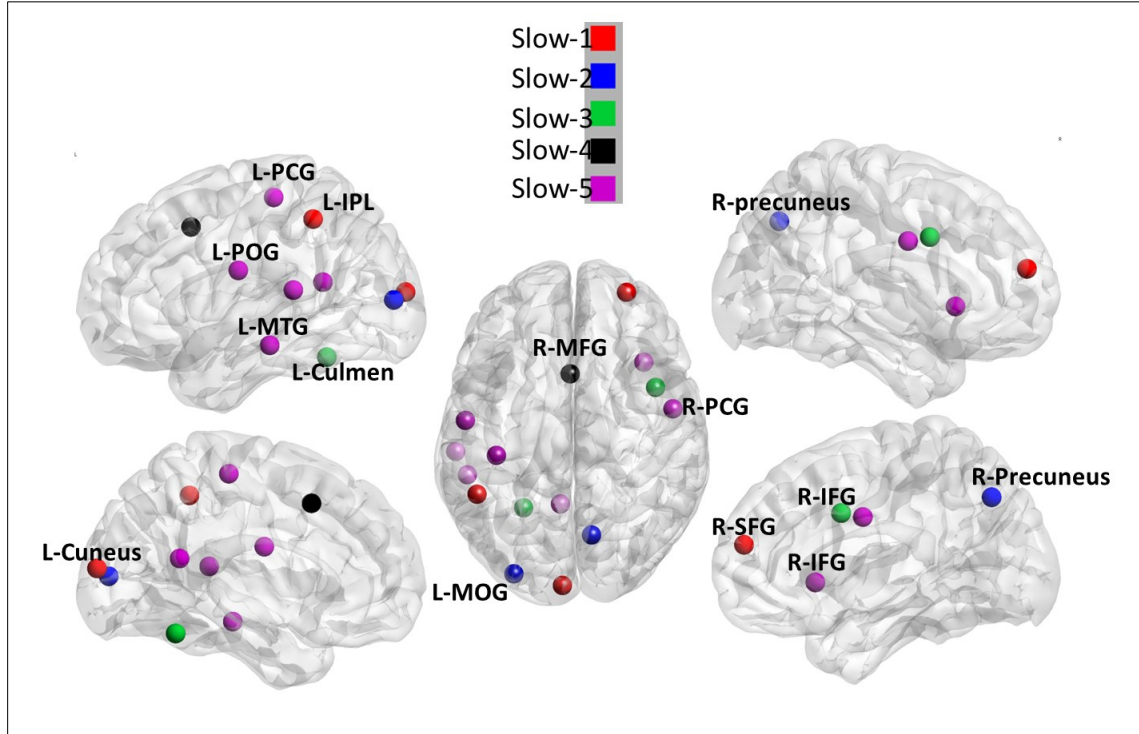 Slow-1
Slow-2
Slow-3
Slow-4
Slow-5
L-PCG
L-IPL
L-POG
L-MTG
L-Culmen
R-precuneus
R-MFG
R-PCG
L-MOG
L-Cuneus
R-Precuneus
R-IFG
R-SFG
R-IFG